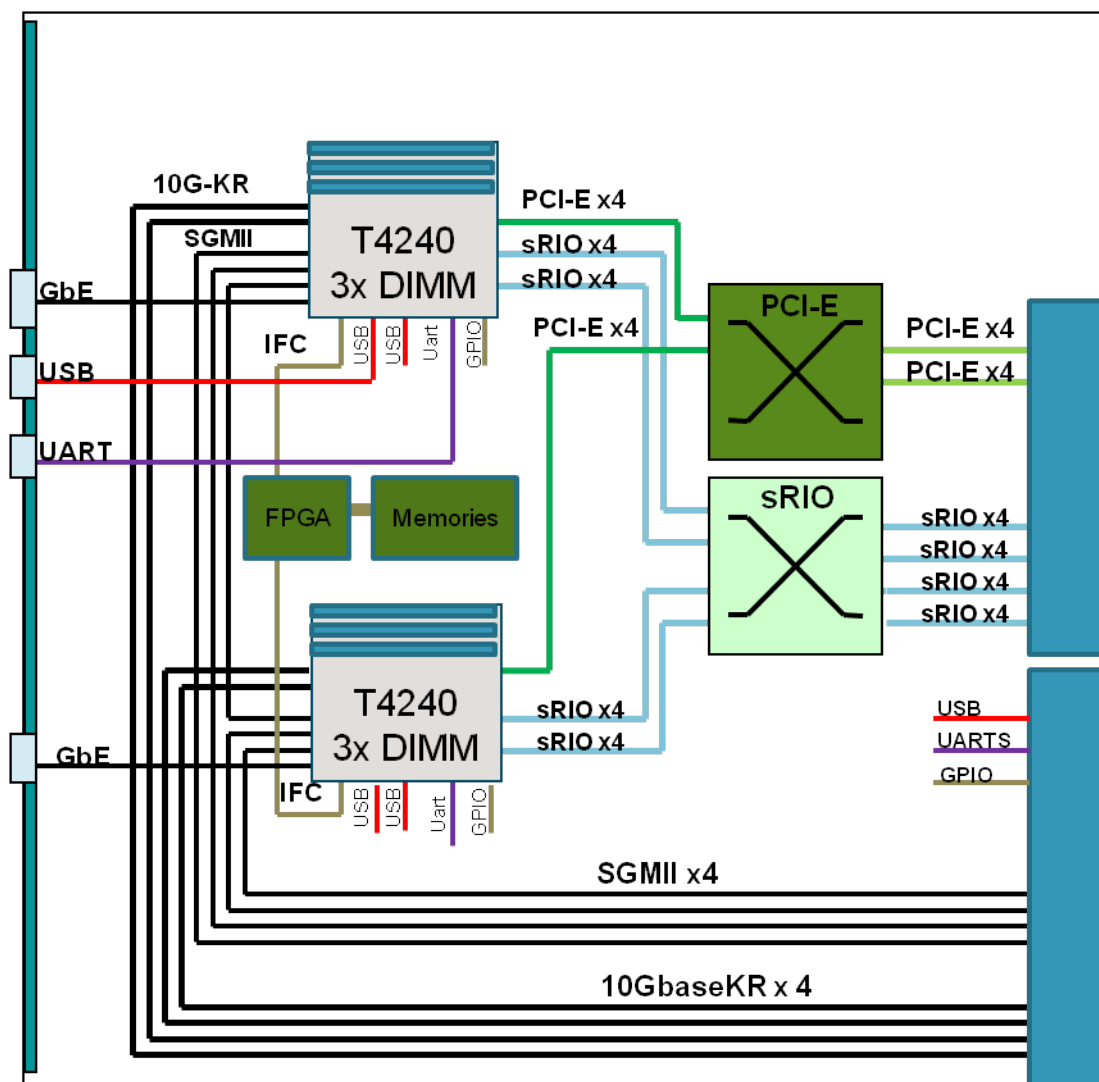 10G-KR
SGMII
GbE
USB
UART
T4240
3x DIMM
IFC
USB
USB
Uart
GPIO
PCI-E x4
sRIO x4
sRIO x4
PCI-E x4
PCI-E
PCI-E x4
PCI-E x4
FPGA
Memories
sRIO
sRIO x4
sRIO x4
sRIO x4
sRIO x4
T4240
3x DIMM
sRIO x4
sRIO x4
GbE
IFC
USB
USB
Uart
GPIO
USB
UARTS
GPIO
SGMII x4
10GbaseKR x 4